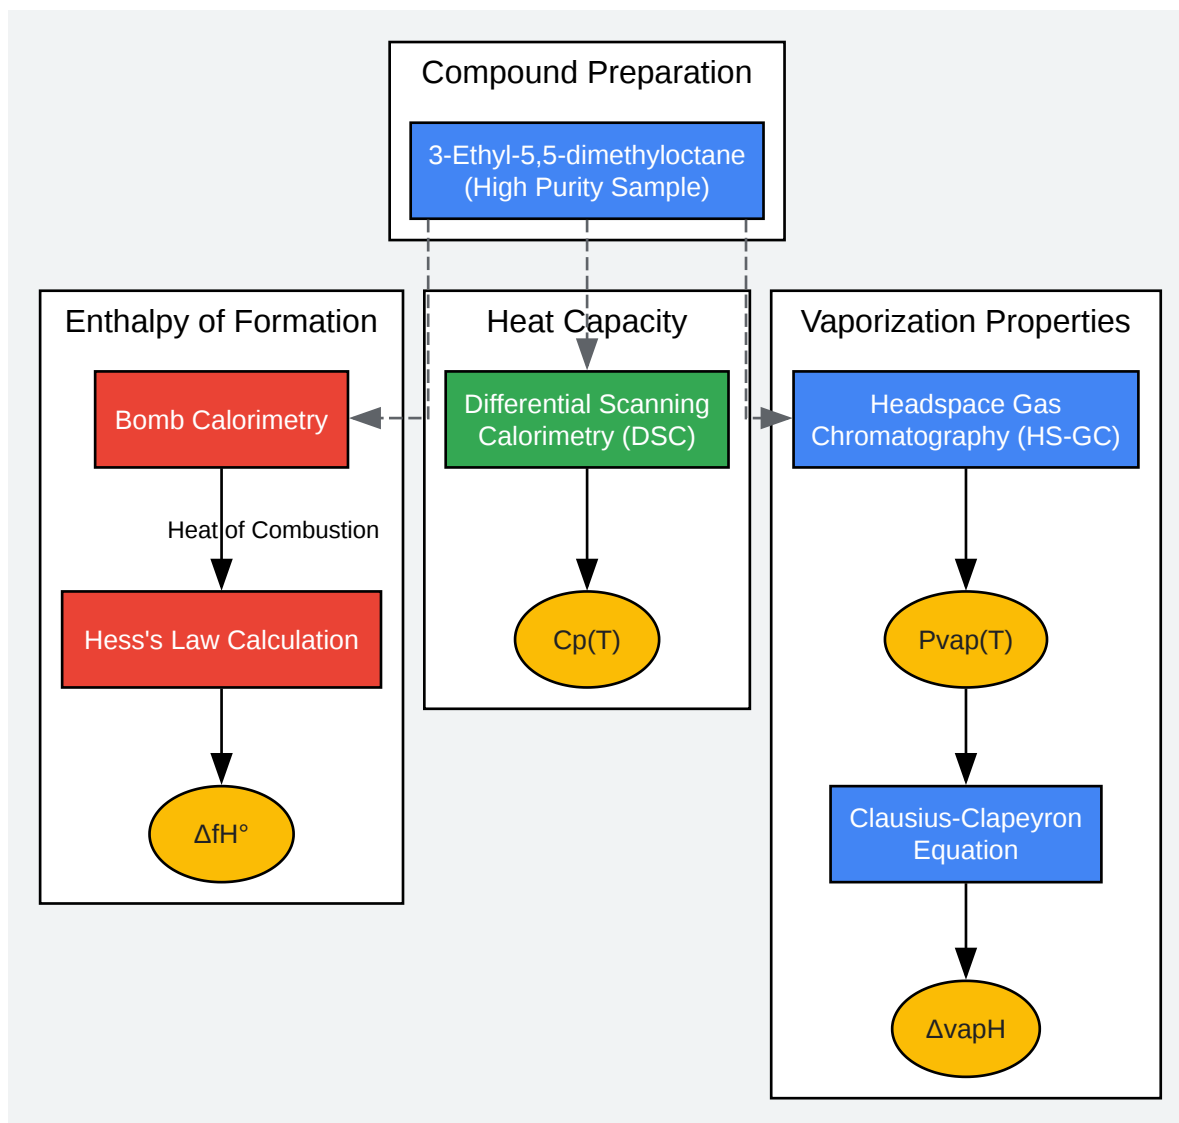 Compound Preparation
3-Ethyl-5,5-dimethyloctane
(High Purity Sample)
Enthalpy of Formation
Bomb Calorimetry
Heat of Combustion
Hess's Law Calculation
ΔfH°
Heat Capacity
Differential Scanning
Calorimetry (DSC)
Cp(T)
Vaporization Properties
Headspace Gas
Chromatography (HS-GC)
Pvap(T)
Clausius-Clapeyron
Equation
ΔvapH